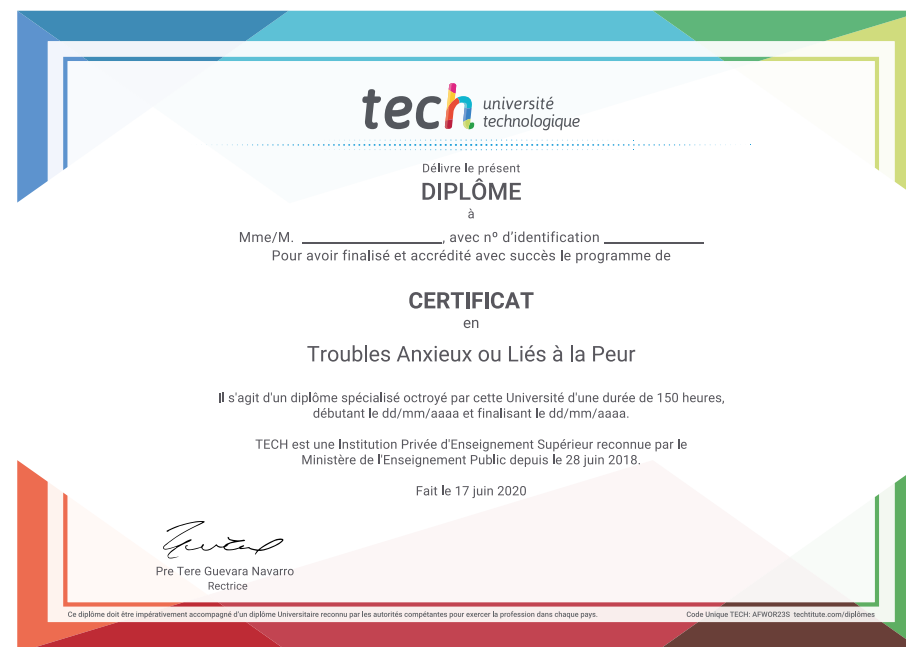 tech université
technologique
Délivre le présent
DIPLÔME
à
Mme/M. ____________________, avec nº d'identification ______________
Pour avoir finalisé et accrédité avec succès le programme de
CERTIFICAT
en
Troubles Anxieux ou Liés à la Peur
Il s'agit d'un diplôme spécialisé octroyé par cette Université d'une durée de 150 heures,
débutant le dd/mm/aaaa et finalisant le dd/mm/aaaa.
TECH est une Institution Privée d'Enseignement Supérieur reconnue par le
Ministère de l'Enseignement Public depuis le 28 juin 2018.
Fait le 17 juin 2020
Pre Tere Guevara Navarro
Rectrice
Ce diplôme doit être impérativement accompagné d'un diplôme Universitaire reconnu par les autorités compétantes pour exercer la profession dans chaque pays.
Code Unique TECH: AFWOR23S techtitute.com/diplômes